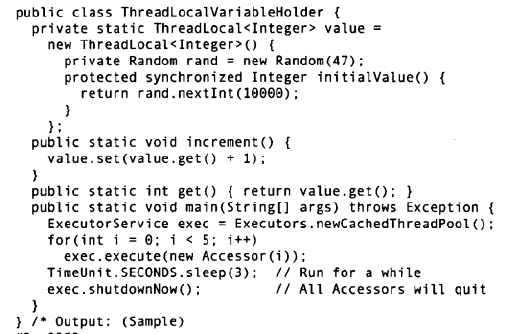 public class ThreadLocalVariableHolder {
private static ThreadLocal<Integer> value =
new ThreadLocal<Integer>() {
private Random rand = new Random(47);
protected synchronized Integer initialValue() {
return rand.nextInt(10000);
}
};
public static void increment() {
value.set(value.get() + 1);
}
public static int get() { return value.get(); }
public static void main(String[] args) throws Exception {
ExecutorService exec = Executors.newCachedThreadPool();
for(int i = 0; i < 5; i++)
exec.execute(new Accessor(i));
TimeUnit.SECONDS.sleep(3); // Run for a while
exec.shutdownNow(); // All Accessors will quit
}
} /* Output: (Sample)